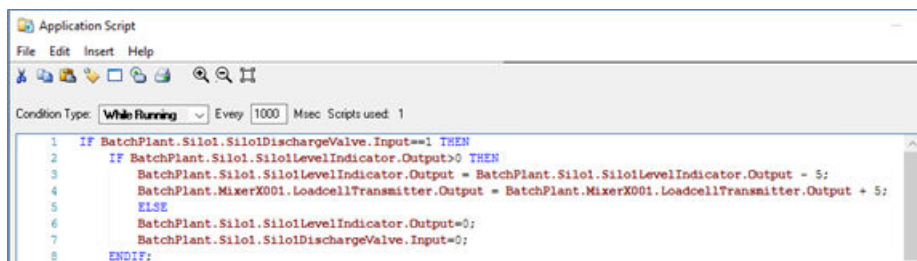 Application Script
File Edit Insert Help
Condition Type: While Running Every 1000 Msec Scripts used: 1
1 IF BatchPlant.Silo1.Silo1DischargeValve.Input==1 THEN
2 IF BatchPlant.Silo1.Silo1LevelIndicator.Output>0 THEN
3 BatchPlant.Silo1.Silo1LevelIndicator.Output = BatchPlant.Silo1.Silo1LevelIndicator.Output - 5;
4 BatchPlant.MixerX001.LoadcellTransmitter.Output = BatchPlant.MixerX001.LoadcellTransmitter.Output + 5;
5 ELSE
6 BatchPlant.Silo1.Silo1LevelIndicator.Output=0;
7 BatchPlant.Silo1.Silo1DischargeValve.Input=0;
8 ENDIF;